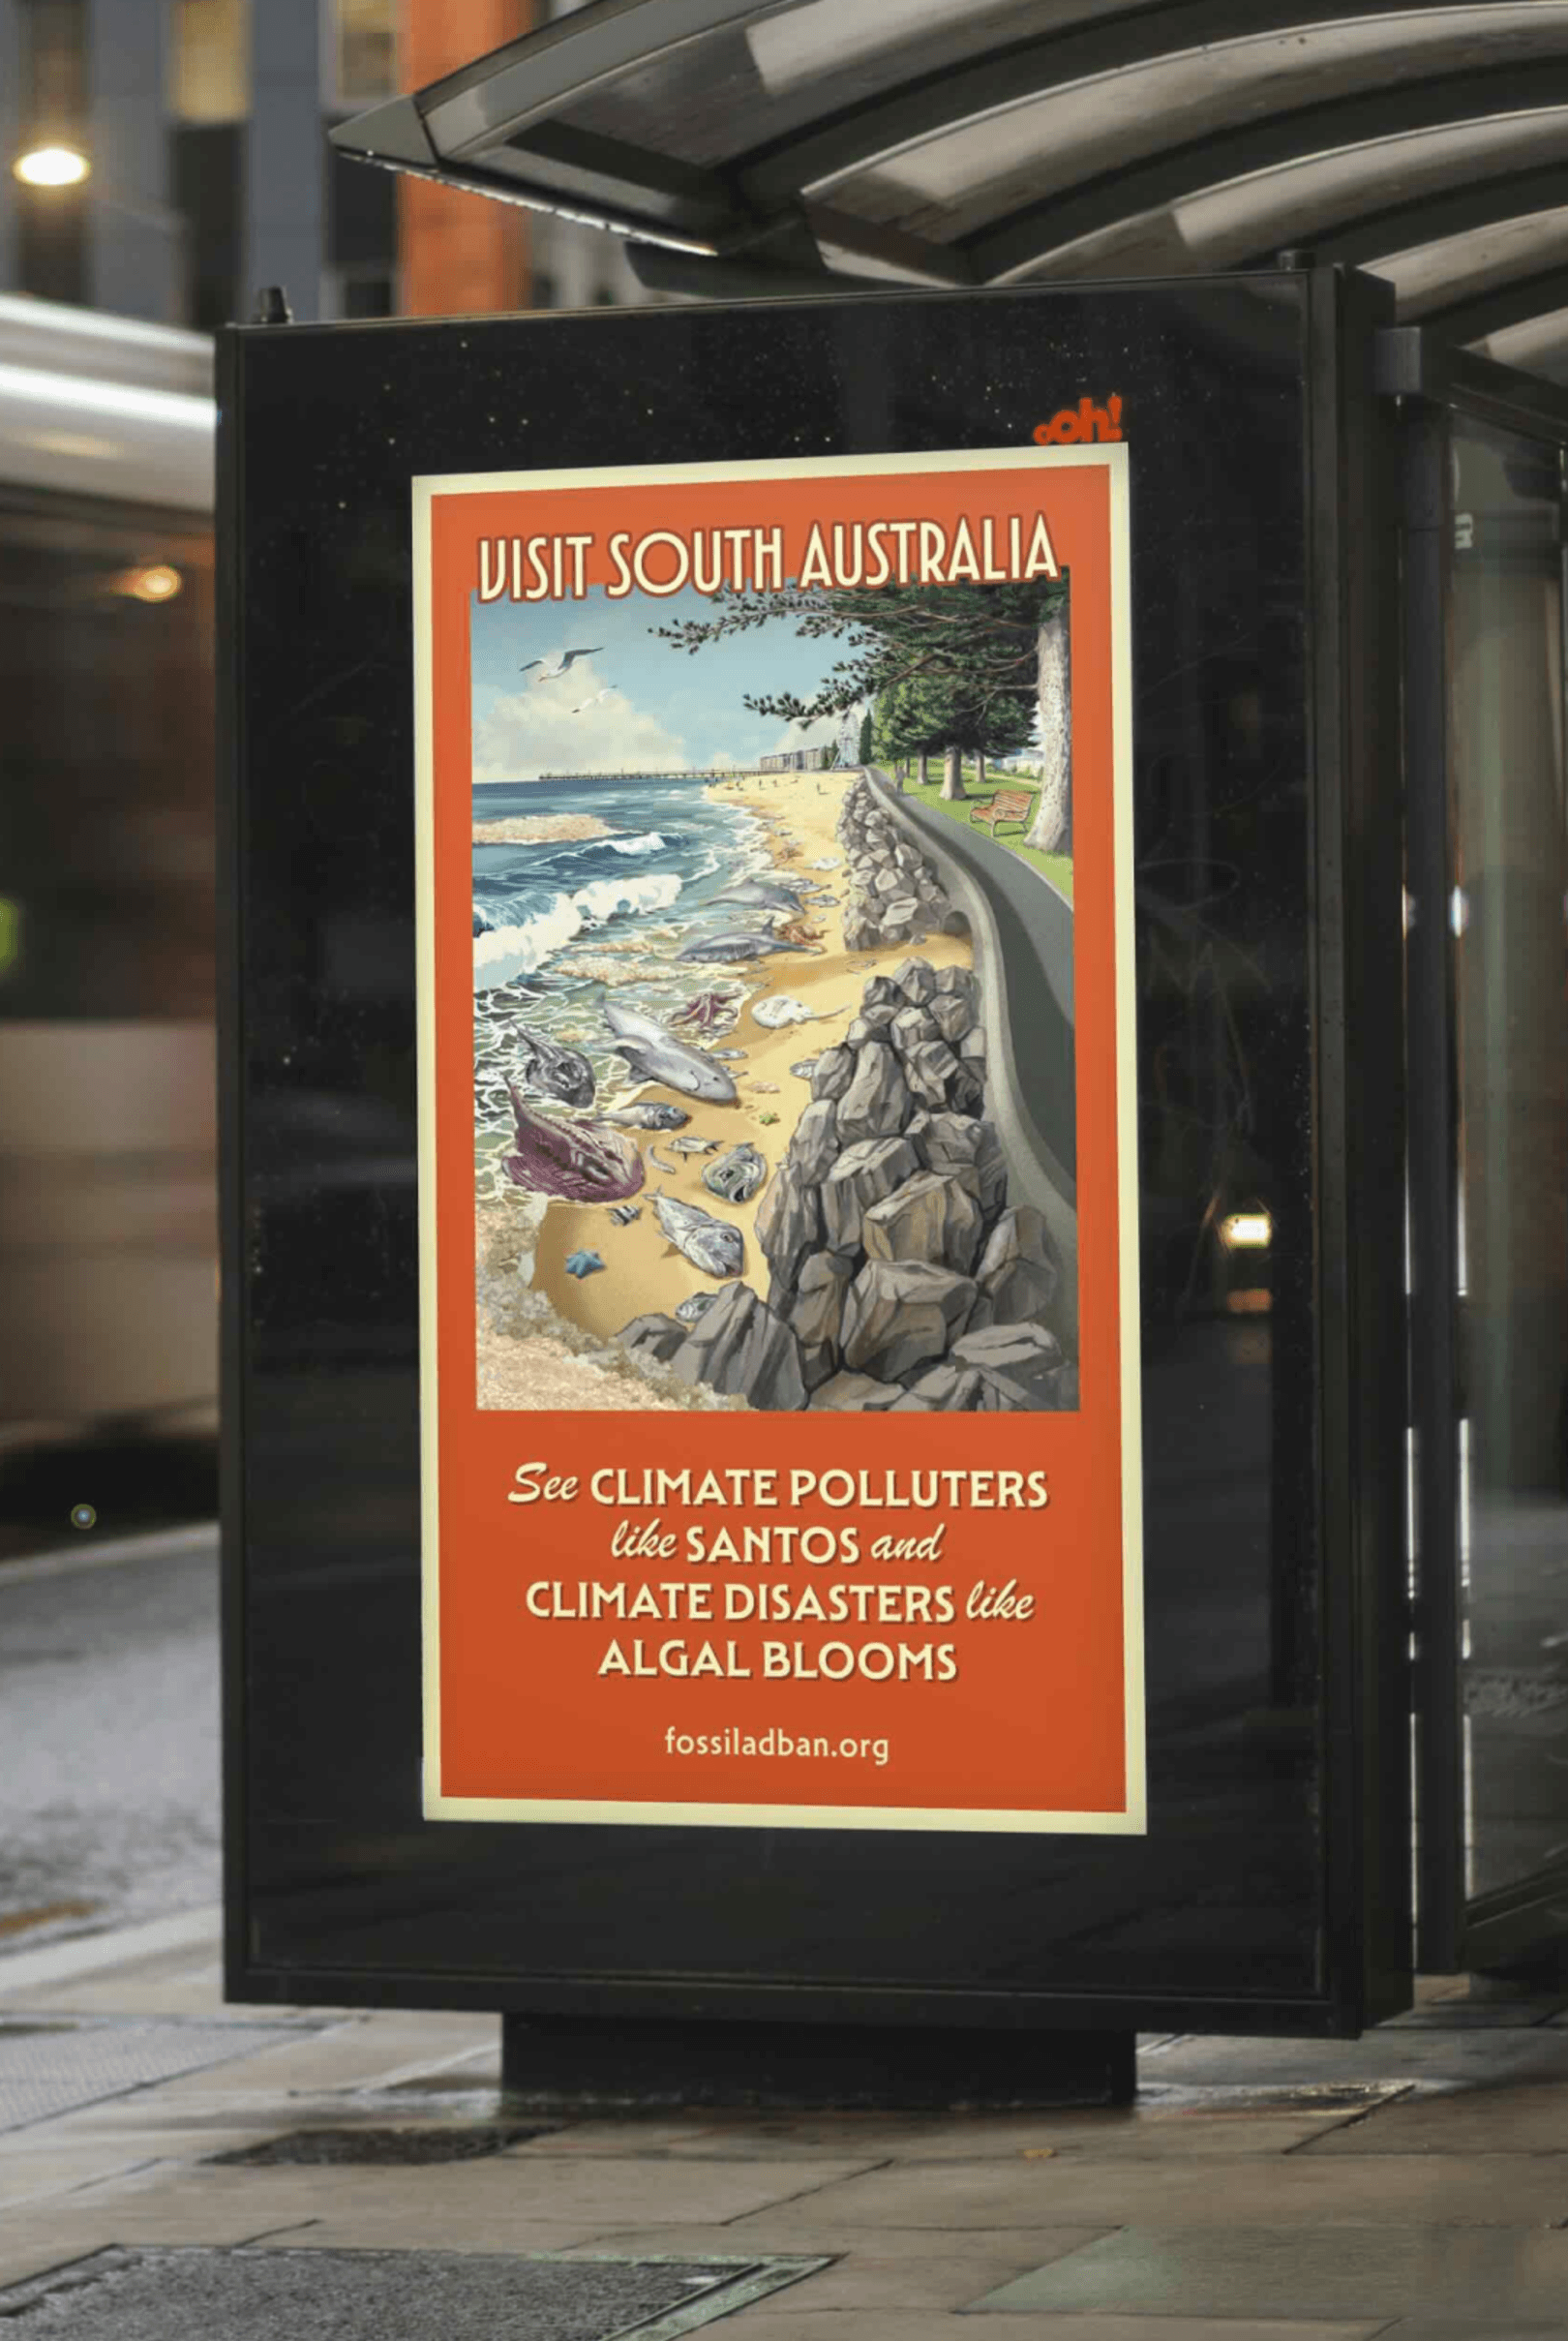 oh!
VISIT SOUTH AUSTRALIA
See CLIMATE POLLUTERS
like SANTOS and
CLIMATE DISASTERS like
ALGAL BLOOMS
fossiladban.org